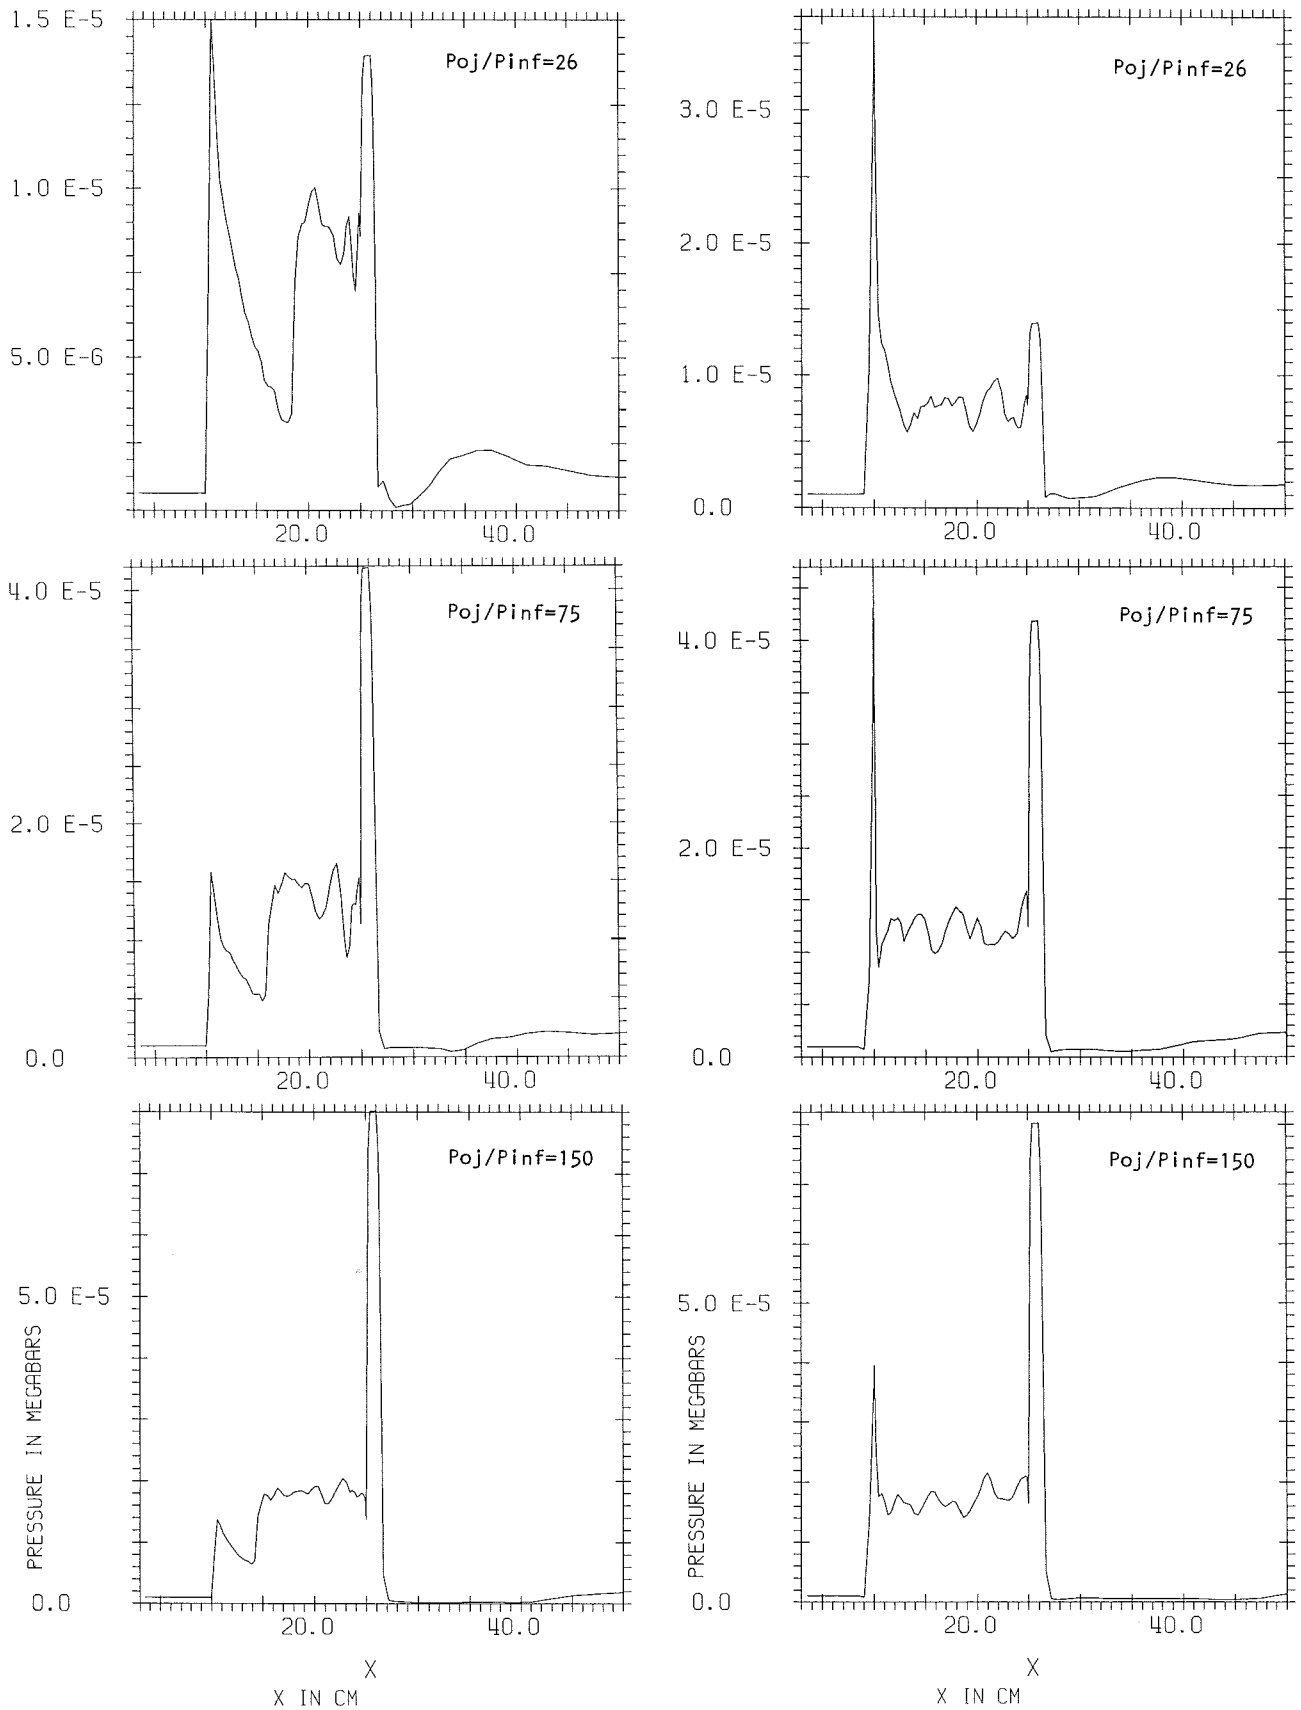 1.5 E-5
1.0 E-5
5.0 E-6
Poj/Pinf=26
20.0 40.0
3.0 E-5
2.0 E-5
1.0 E-5
0.0
Poj/Pinf=26
20.0 40.0
4.0 E-5
2.0 E-5
0.0
Poj/Pinf=75
20.0 40.0
4.0 E-5
2.0 E-5
0.0
Poj/Pinf=75
20.0 40.0
PRESSURE IN MEGABARS
5.0 E-5
0.0
Poj/Pinf=150
20.0 40.0
X
X IN CM
PRESSURE IN MEGABARS
5.0 E-5
0.0
Poj/Pinf=150
20.0 40.0
X
X IN CM